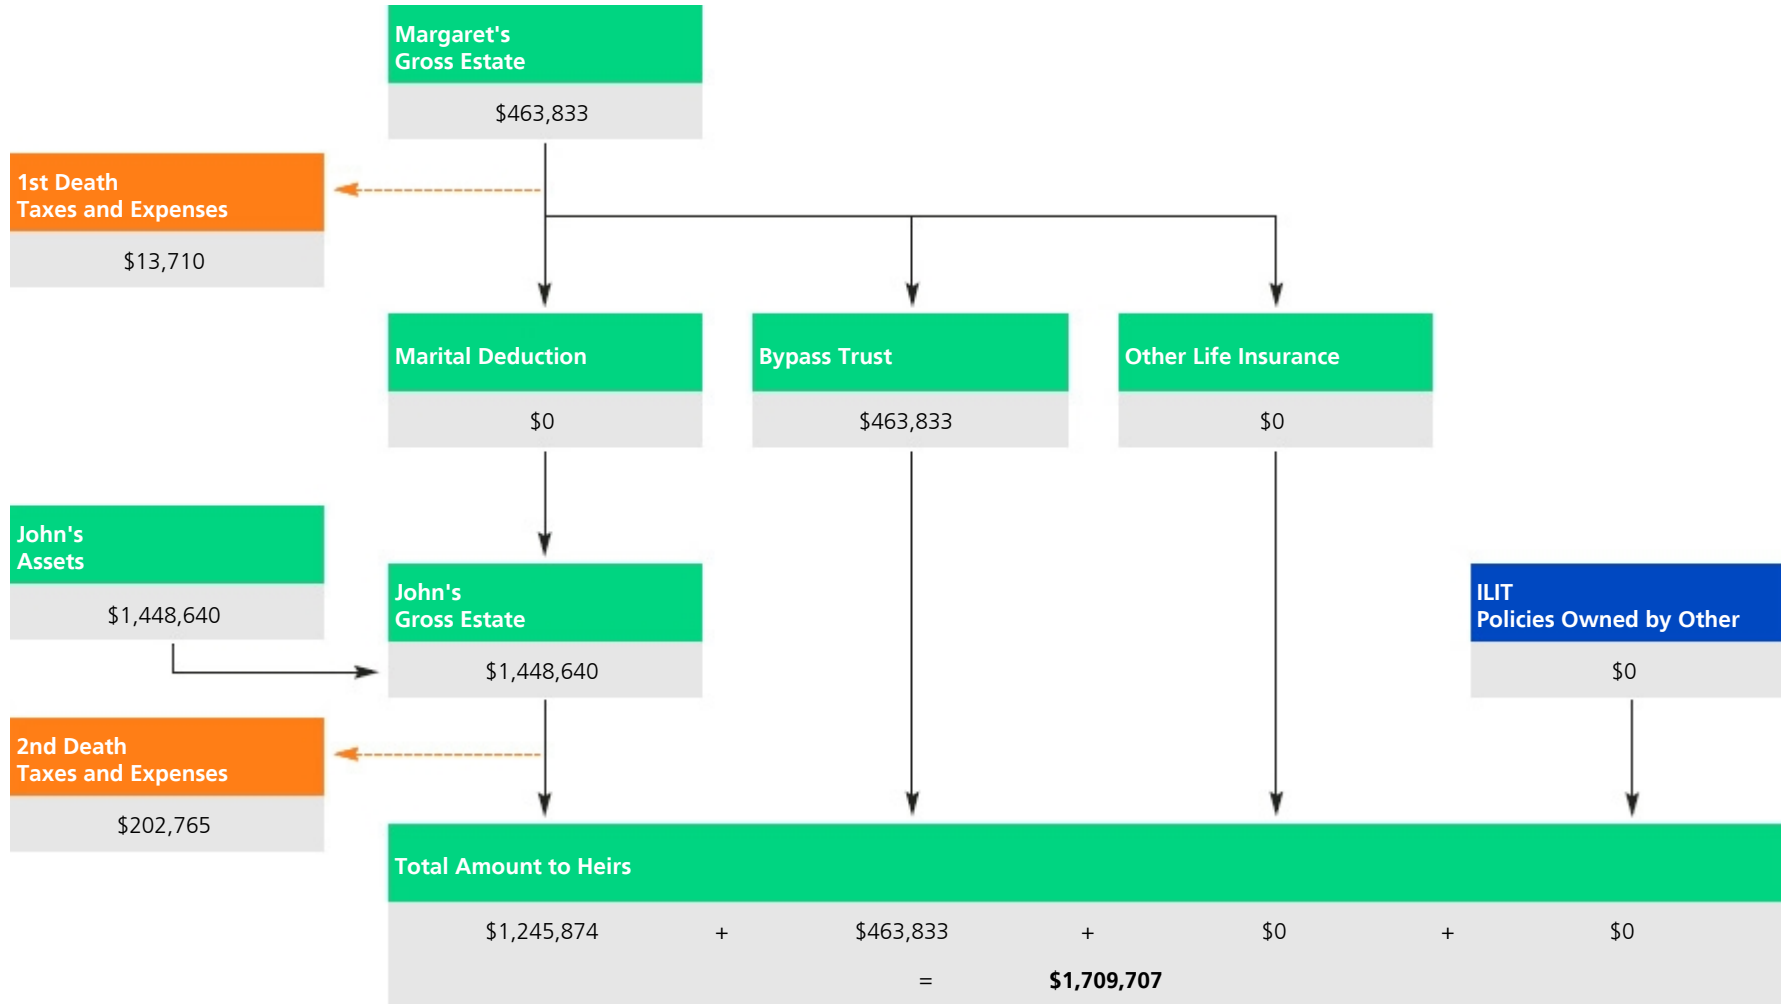 Margaret's
Gross Estate
$463,833
1st Death
Taxes and Expenses
$13,710
Marital Deduction
Bypass Trust
Other Life Insurance
$0
$463,833
$0
John's
Assets
$1,448,640
John's
Gross Estate
$1,448,640
ILIT
Policies Owned by Other
$0
2nd Death
Taxes and Expenses
$202,765
Total Amount to Heirs
$1,245,874 + $463,833 + $0 + $0
= $1,709,707